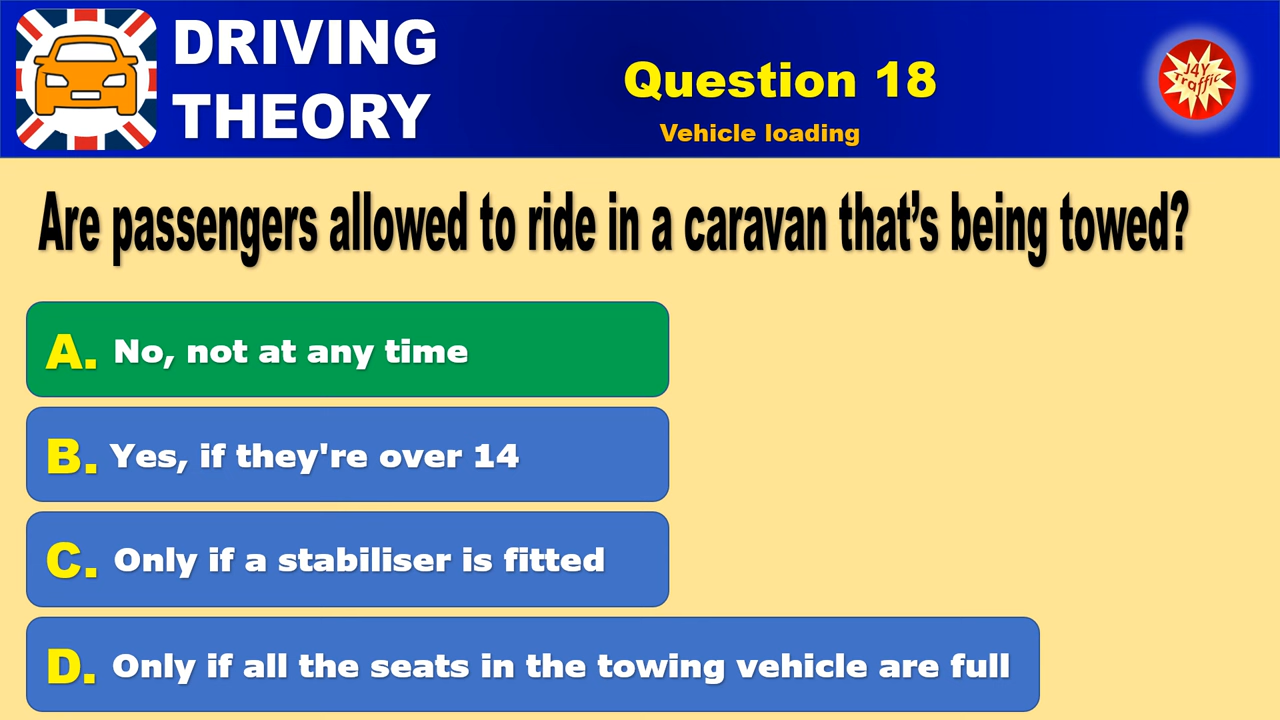 DRIVING
THEORY
Question 18
Vehicle loading
J4Y
Traffic
Are passengers allowed to ride in a caravan that’s being towed?
A. No, not at any time
B. Yes, if they're over 14
C. Only if a stabiliser is fitted
D. Only if all the seats in the towing vehicle are full